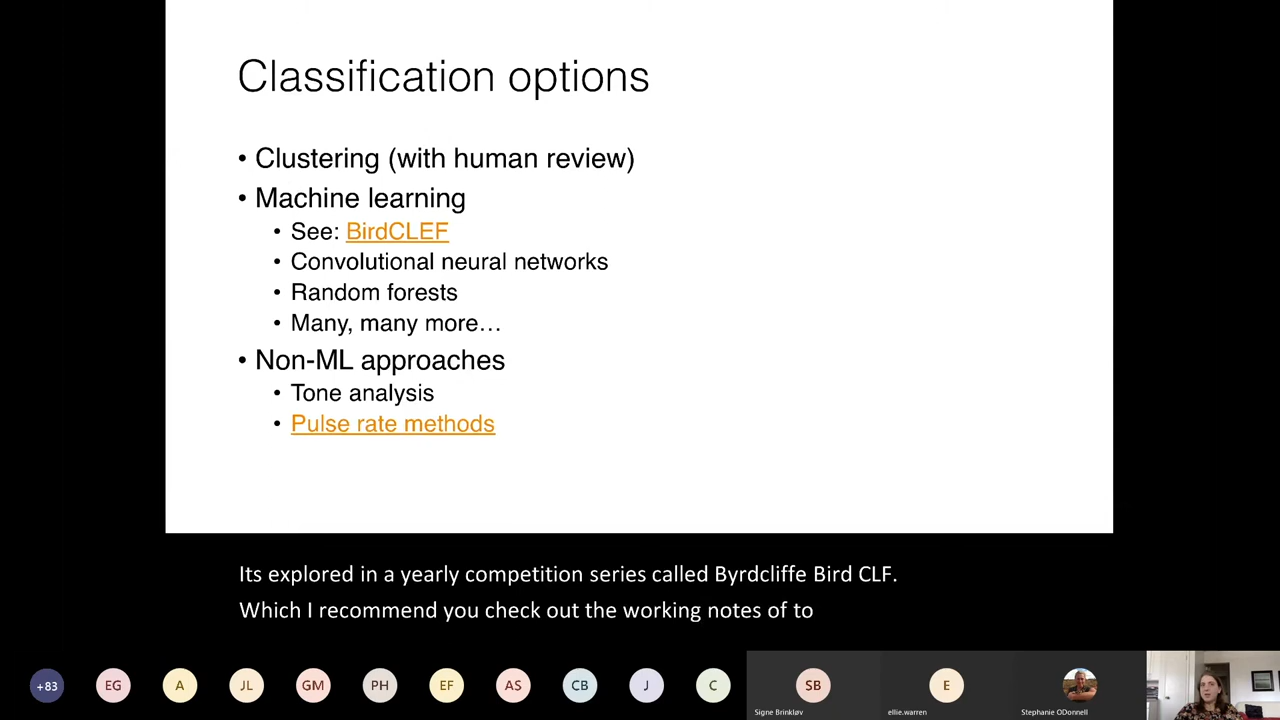 Classification options
• Clustering (with human review)
• Machine learning
• See: BirdCLEF
• Convolutional neural networks
• Random forests
• Many, many more…
• Non-ML approaches
• Tone analysis
• Pulse rate methods
Its explored in a yearly competition series called Byrdcliffe Bird CLF.
Which I recommend you check out the working notes of to
+83 EG A JL GM PH EF AS CB J C SB E
Signe Brinkløv ellie.warren Stephanie ODonnell